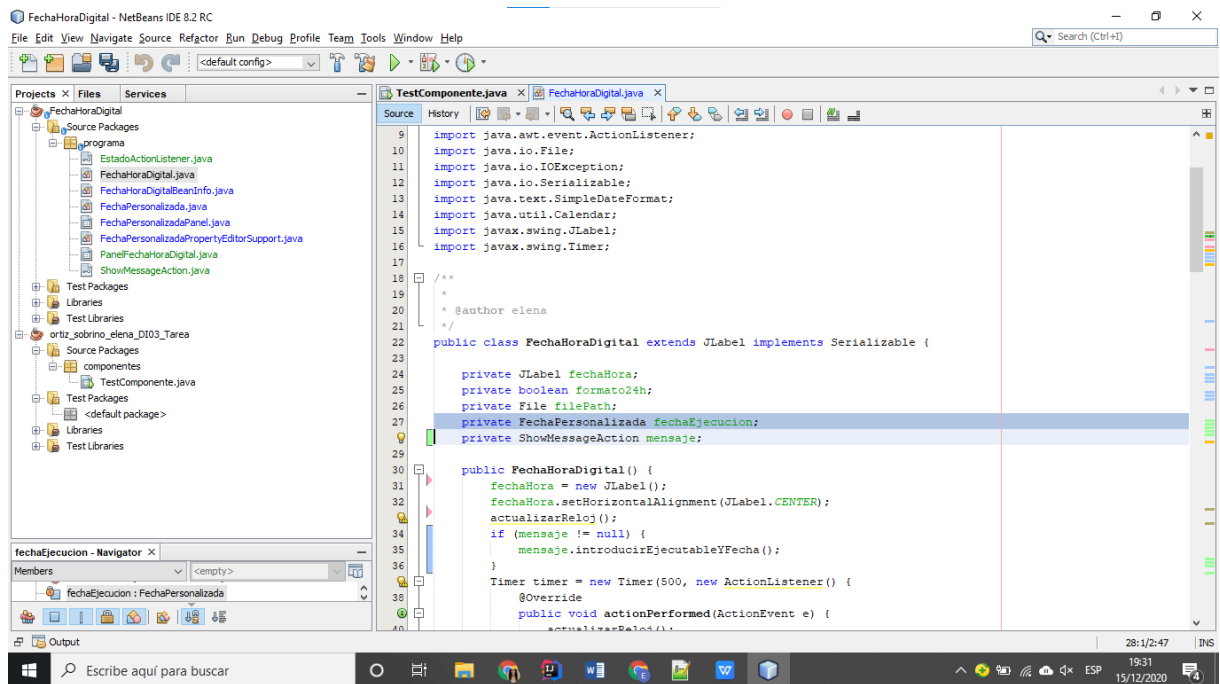 FechaHoraDigital - NetBeans IDE 8.2 RC
File Edit View Navigate Source Refactor Run Debug Profile Team Tools Window Help
Search (Ctrl+I)
<default config>
Projects Files Services
FechaHoraDigital
Source Packages
programa
EstadoActionListener.java
FechaHoraDigital.java
FechaHoraDigitalBeanInfo.java
FechaPersonalizada.java
FechaPersonalizadaPanel.java
FechaPersonalizadaPropertyEditorSupport.java
PanelFechaHoraDigital.java
ShowMessageAction.java
Test Packages
Libraries
Test Libraries
ortiz_sobrino_elena_DI03_Tarea
Source Packages
componentes
TestComponente.java
Test Packages
<default package>
Libraries
Test Libraries
fechaEjecucion - Navigator
Members <empty>
fechaEjecucion : FechaPersonalizada
TestComponente.java FechaHoraDigital.java
Source History
9 import java.awt.event.ActionListener;
10 import java.io.File;
11 import java.io.IOException;
12 import java.io.Serializable;
13 import java.text.SimpleDateFormat;
14 import java.util.Calendar;
15 import javax.swing.JLabel;
16 import javax.swing.Timer;
17
18 /**
19 *
20 * @author elena
21 */
22 public class FechaHoraDigital extends JLabel implements Serializable {
23
24 private JLabel fechaHora;
25 private boolean formato24h;
26 private File filePath;
27 private FechaPersonalizada fechaEjecucion;
private ShowMessageAction mensaje;
29
30 public FechaHoraDigital() {
31 fechaHora = new JLabel();
32 fechaHora.setHorizontalAlignment(JLabel.CENTER);
actualizarReloj();
34 if (mensaje != null) {
35 mensaje.introducirEjecutableYFecha();
36 }
Timer timer = new Timer(500, new ActionListener() {
38 @Override
public void actionPerformed(ActionEvent e) {
40 actualizarReloj();
Output
28:1/2:47 INS
Escribe aquí para buscar
ESP
19:31
15/12/2020
4